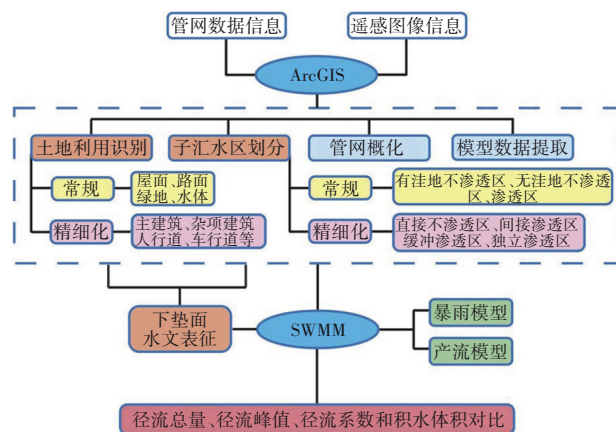 管网数据信息
遥感图像信息
ArcGIS
土地利用识别
子汇水区划分
管网概化
模型数据提取
常规
屋面、路面
绿地、水体
常规
有洼地不渗透区、无洼地不渗透
区、渗透区
精细化
主建筑、杂项建筑
人行道、车行道等
精细化
直接不渗透区、间接渗透区
缓冲渗透区、独立渗透区
下垫面
水文表征
SWMM
暴雨模型
产流模型
径流总量、径流峰值、径流系数和积水体积对比